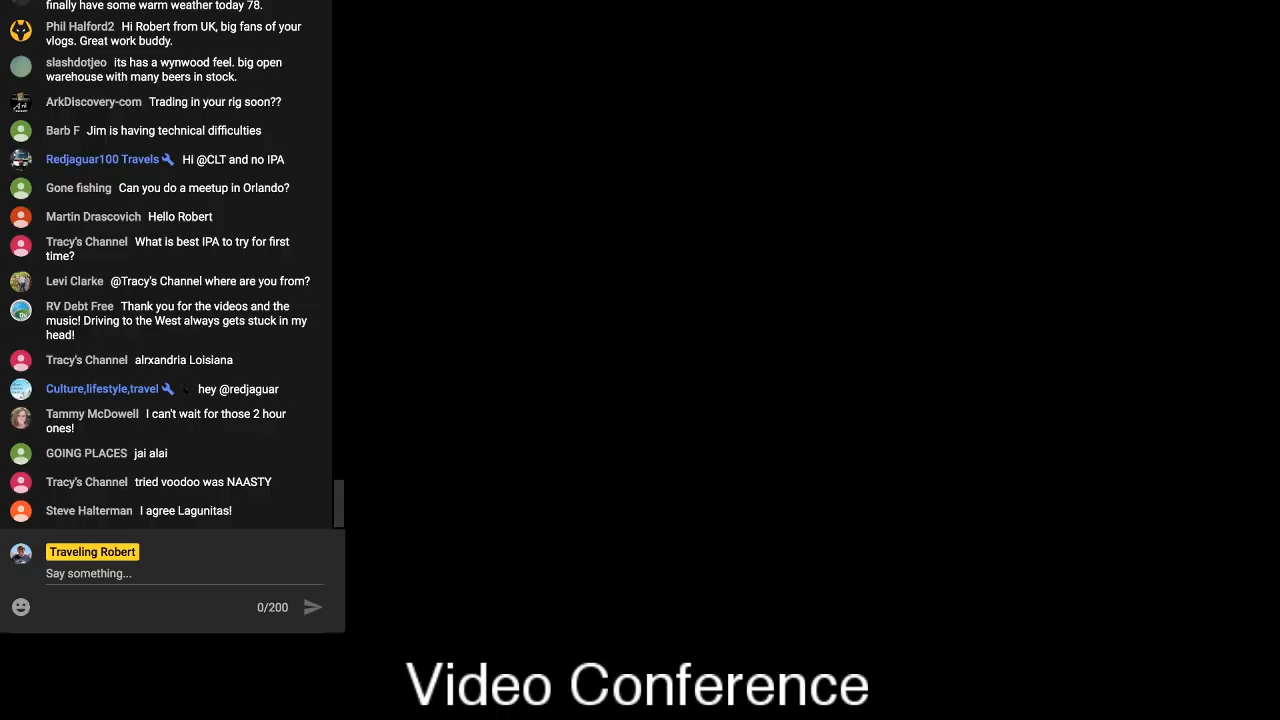 finally have some warm weather today 78.
Phil Halford2 Hi Robert from UK, big fans of your
vlogs. Great work buddy.
slashdotjeo its has a wynwood feel. big open
warehouse with many beers in stock.
ArkDiscovery-com Trading in your rig soon??
Barb F Jim is having technical difficulties
Redjaguar100 Travels Hi @CLT and no IPA
Gone fishing Can you do a meetup in Orlando?
Martin Drascovich Hello Robert
Tracy's Channel What is best IPA to try for first
time?
Levi Clarke @Tracy's Channel where are you from?
RV Debt Free Thank you for the videos and the
music! Driving to the West always gets stuck in my
head!
Tracy's Channel alrxandria Loisiana
Culture,lifestyle,travel hey @redjaguar
Tammy McDowell I can't wait for those 2 hour
ones!
GOING PLACES jai alai
Tracy's Channel tried voodoo was NAASTY
Steve Halterman I agree Lagunitas!
Traveling Robert
Say something...
0/200
Video Conference